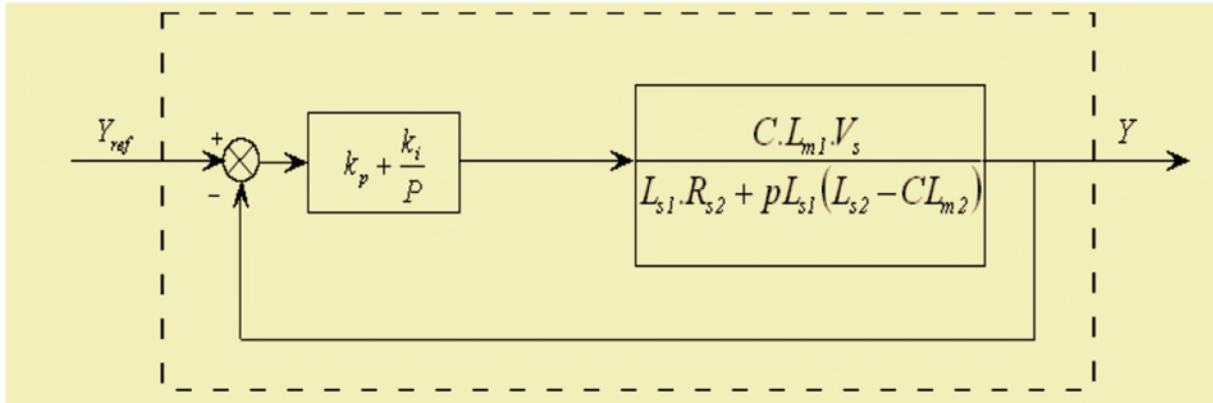 Y_ref
+
−
k_p + k_i / P
C.L_m1.V_s
L_s1.R_s2 + pL_s1(L_s2 − CL_m2)
Y